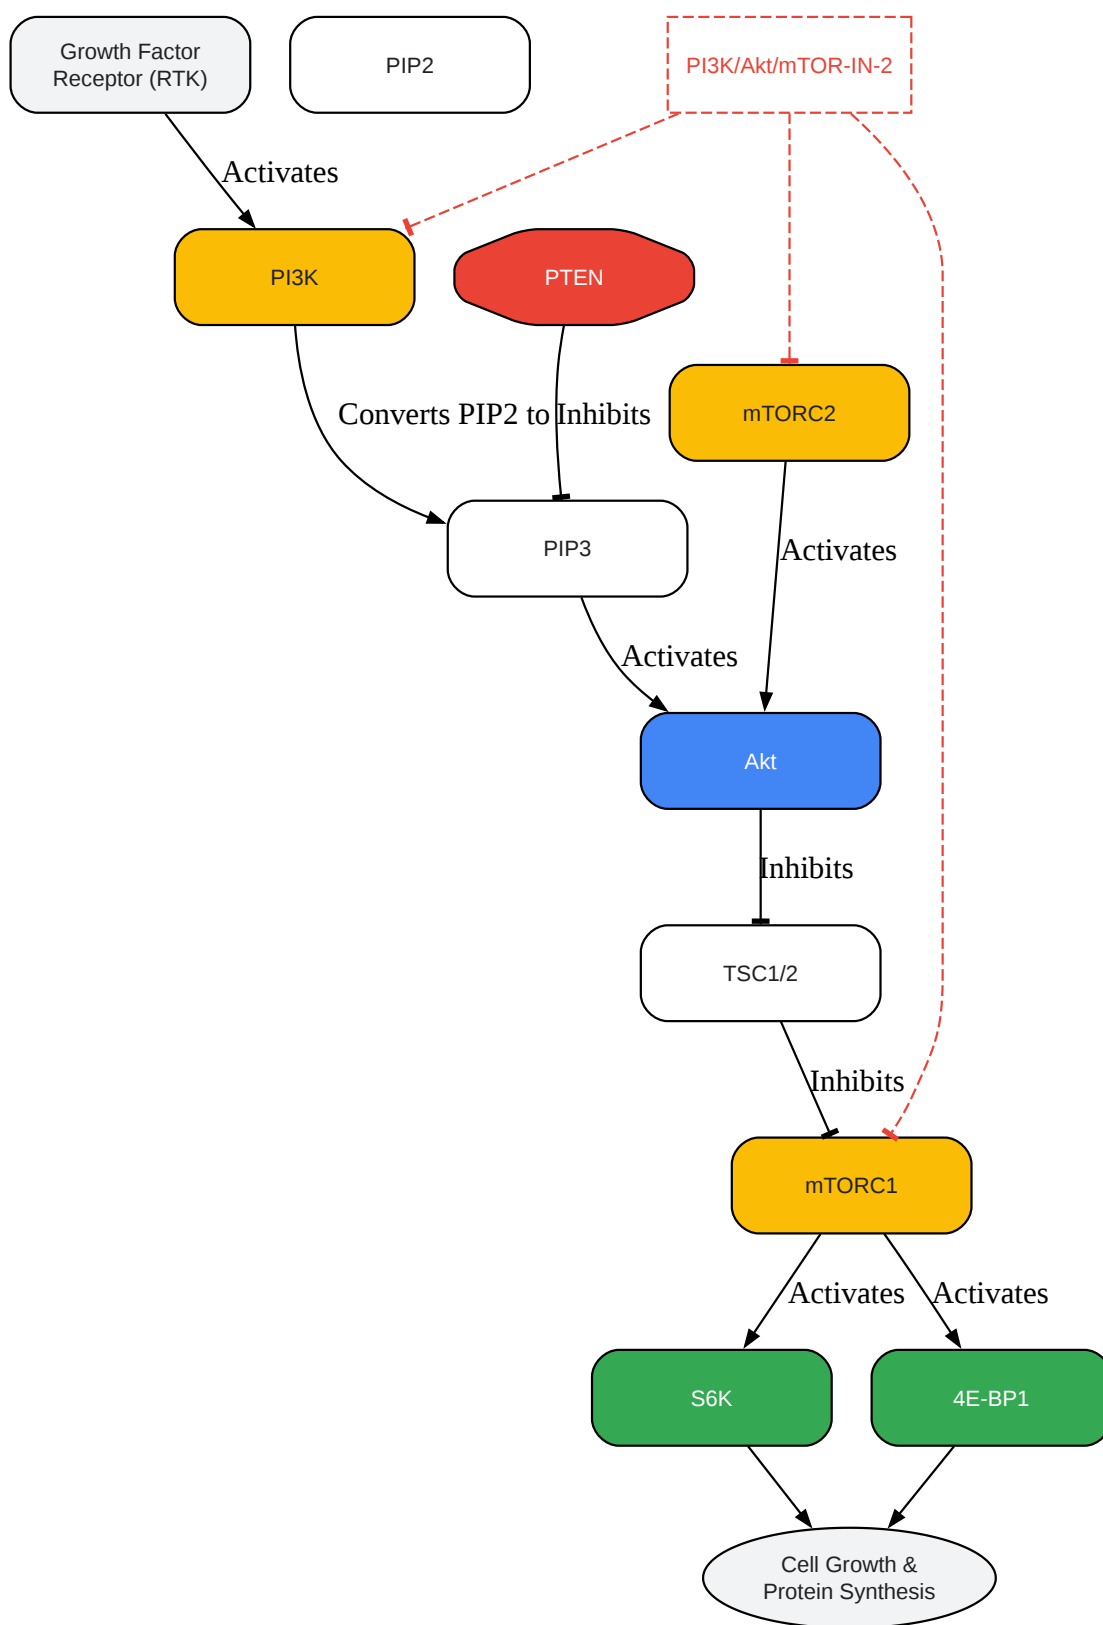 Growth Factor
Receptor (RTK)
PIP2
PI3K/Akt/mTOR-IN-2
Activates
PI3K
PTEN
Converts PIP2 to
Inhibits
mTORC2
PIP3
Activates
Activates
Akt
Inhibits
TSC1/2
Inhibits
mTORC1
Activates
Activates
S6K
4E-BP1
Cell Growth &
Protein Synthesis